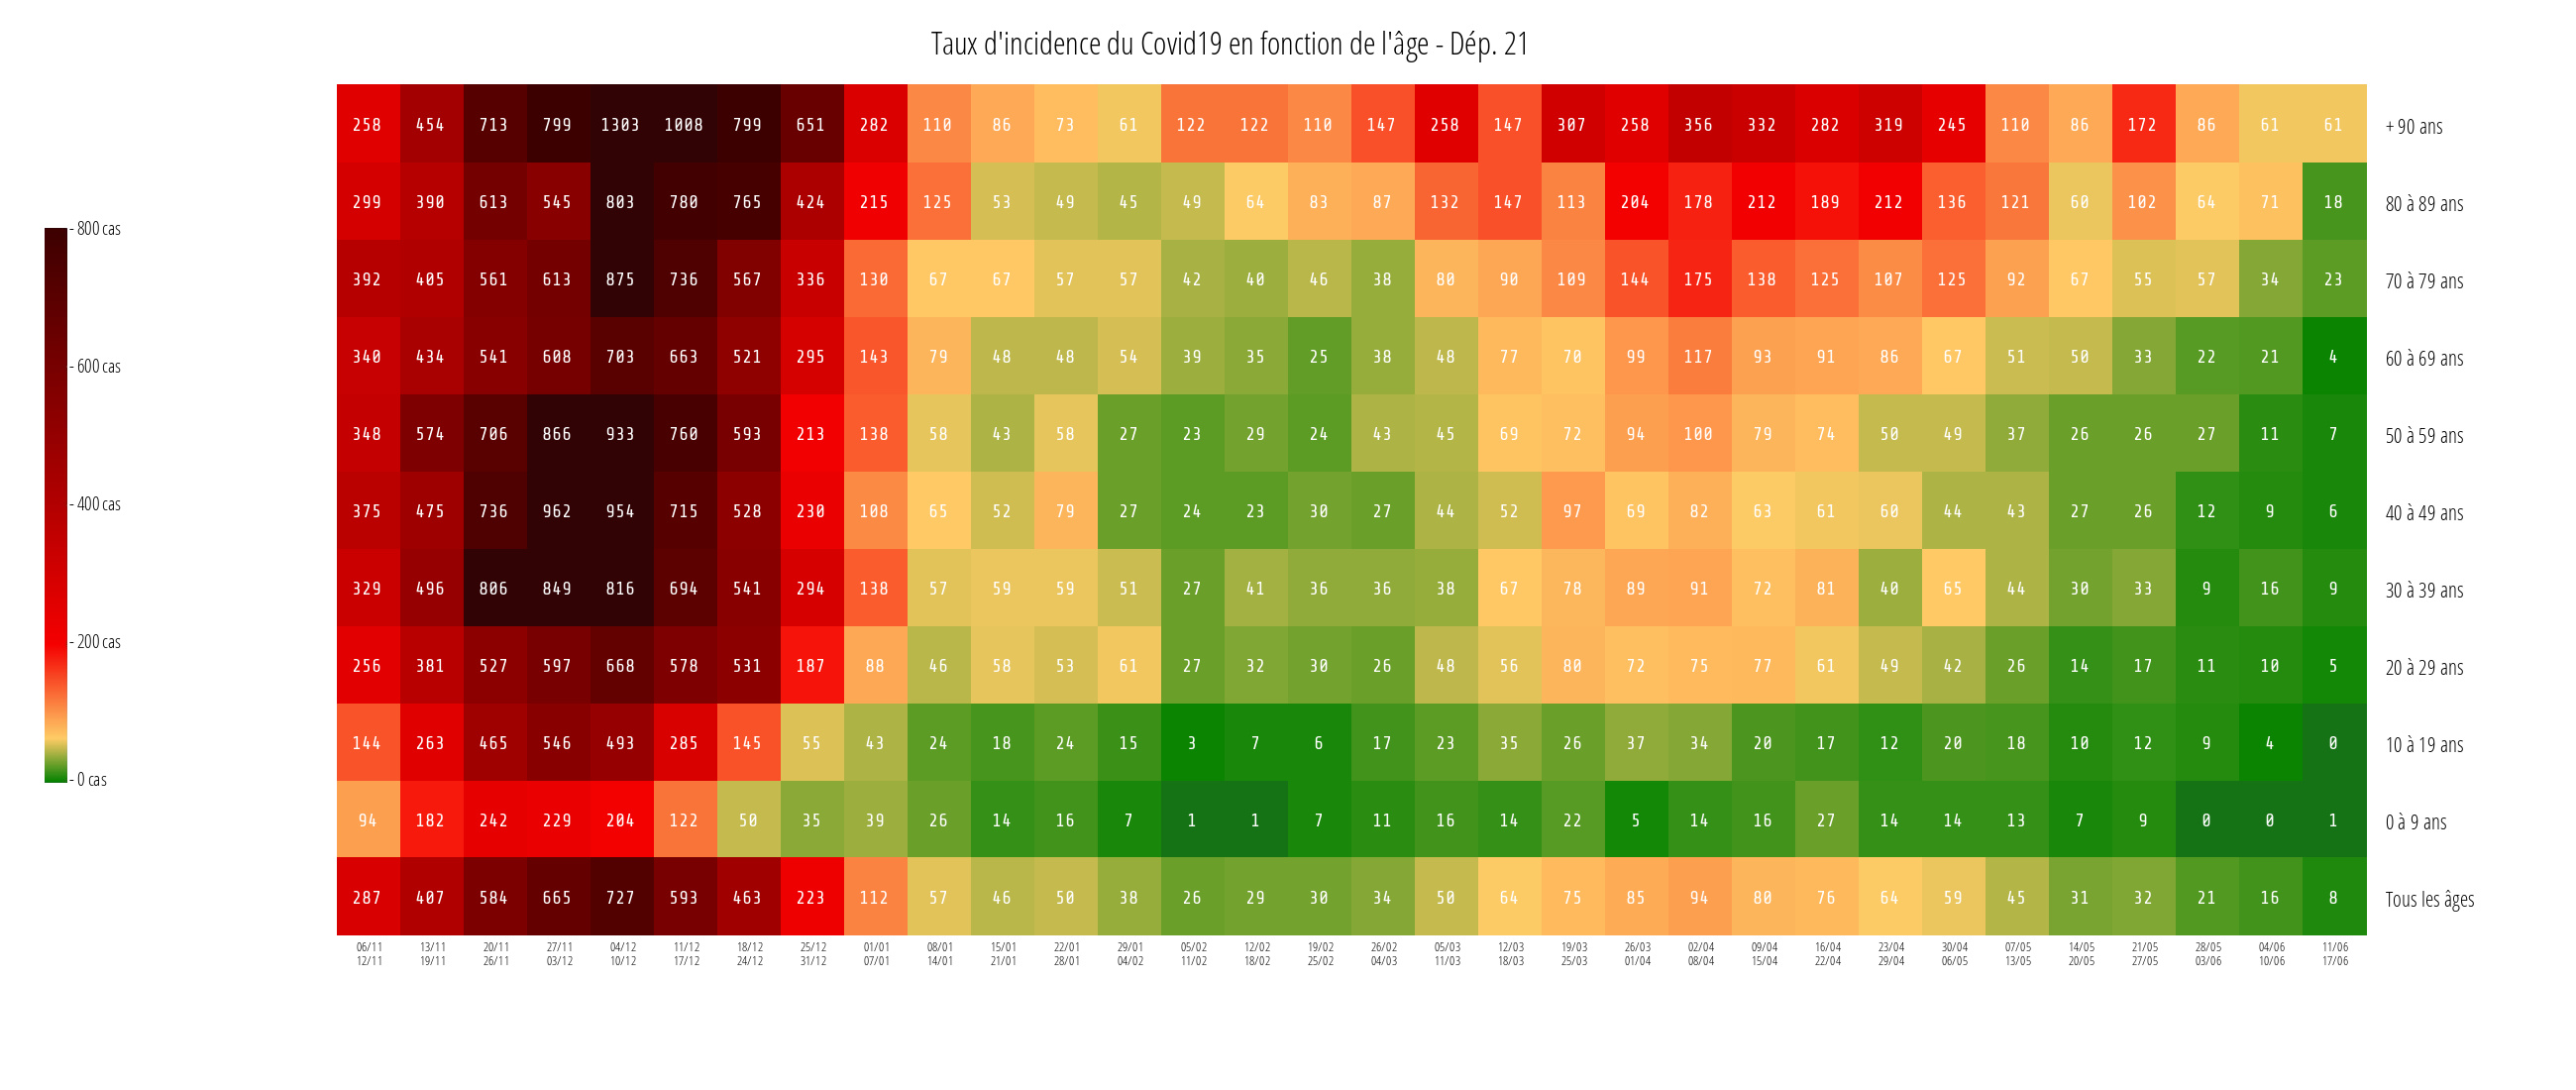 Taux d'incidence du Covid19 en fonction de l'âge - Dép. 21
258 454 713 799 1303 1008 799 651 282 110 86 73 61 122 122 110 147 258 147 307 258 356 332 282 319 245 110 86 172 86 61 61 + 90 ans
299 390 613 545 803 780 765 424 215 125 53 49 45 49 64 83 87 132 147 113 204 178 212 189 212 136 121 60 102 64 71 18 80 à 89 ans
- 800 cas
392 405 561 613 875 736 567 336 130 67 67 57 57 42 40 46 38 80 90 109 144 175 138 125 107 125 92 67 55 57 34 23 70 à 79 ans
340 434 541 608 703 663 521 295 143 79 48 48 54 39 35 25 38 48 77 70 99 117 93 91 86 67 51 50 33 22 21 4 60 à 69 ans
- 600 cas
348 574 706 866 933 760 593 213 138 58 43 58 27 23 29 24 43 45 69 72 94 100 79 74 50 49 37 26 26 27 11 7 50 à 59 ans
- 400 cas
375 475 736 962 954 715 528 230 108 65 52 79 27 24 23 30 27 44 52 97 69 82 63 61 60 44 43 27 26 12 9 6 40 à 49 ans
329 496 806 849 816 694 541 294 138 57 59 59 51 27 41 36 36 38 67 78 89 91 72 81 40 65 44 30 33 9 16 9 30 à 39 ans
- 200 cas
256 381 527 597 668 578 531 187 88 46 58 53 61 27 32 30 26 48 56 80 72 75 77 61 49 42 26 14 17 11 10 5 20 à 29 ans
144 263 465 546 493 285 145 55 43 24 18 24 15 3 7 6 17 23 35 26 37 34 20 17 12 20 18 10 12 9 4 0 10 à 19 ans
- 0 cas
94 182 242 229 204 122 50 35 39 26 14 16 7 1 1 7 11 16 14 22 5 14 16 27 14 14 13 7 9 0 0 1 0 à 9 ans
287 407 584 665 727 593 463 223 112 57 46 50 38 26 29 30 34 50 64 75 85 94 80 76 64 59 45 31 32 21 16 8 Tous les âges
06/11 13/11 20/11 27/11 04/12 11/12 18/12 25/12 01/01 08/01 15/01 22/01 29/01 05/02 12/02 19/02 26/02 05/03 12/03 19/03 26/03 02/04 09/04 16/04 23/04 30/04 07/05 14/05 21/05 28/05 04/06 11/06
12/11 19/11 26/11 03/12 10/12 17/12 24/12 31/12 07/01 14/01 21/01 28/01 04/02 11/02 18/02 25/02 04/03 11/03 18/03 25/03 01/04 08/04 15/04 22/04 29/04 06/05 13/05 20/05 27/05 03/06 10/06 17/06